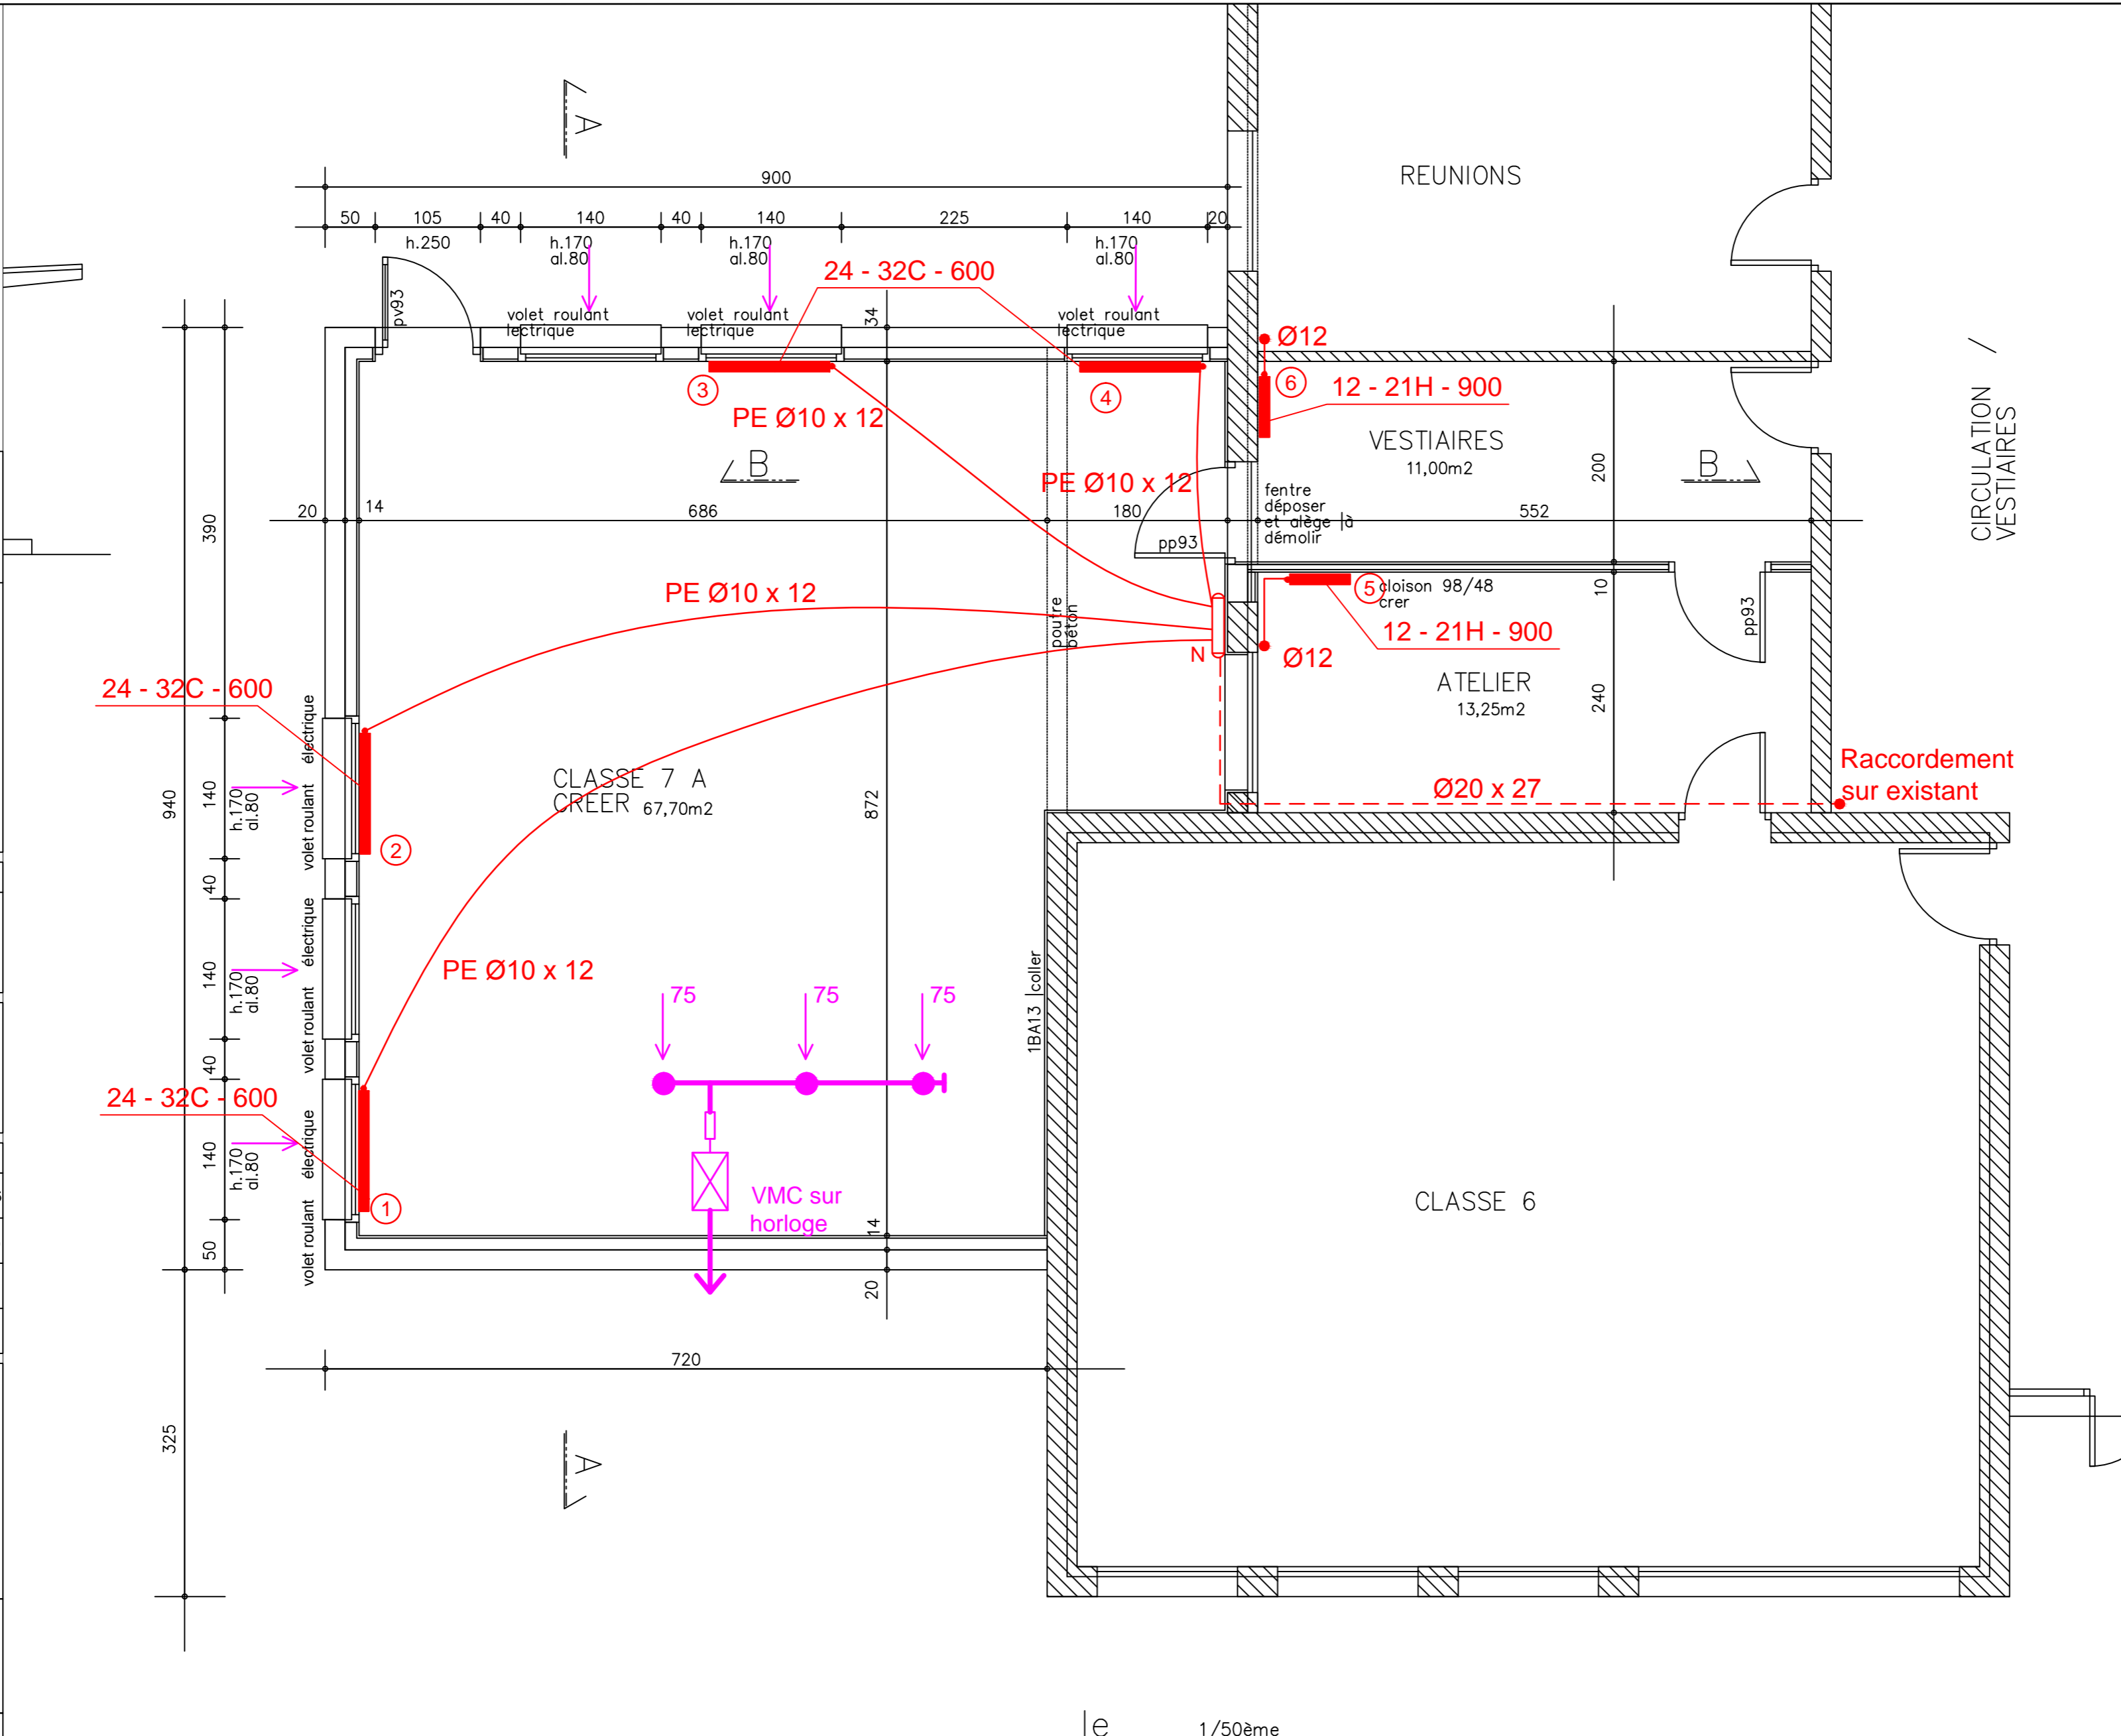 A
900
REUNIONS
50
105
40
140
40
140
225
140
20
h.250
h.170
al.80
h.170
al.80
h.170
al.80
24 - 32C - 600
pv93
volet roulant
lectrique
volet roulant
lectrique
volet roulant
lectrique
34
Ø12
3
4
6
12 - 21H - 900
PE Ø10 x 12
VESTIAIRES
11,00m2
CIRCULATION /
VESTIAIRES
B
B
200
PE Ø10 x 12
390
20
14
686
180
fentre
déposer
et alège |à
démolir
552
pp93
PE Ø10 x 12
5
cloison 98/48
crer
10
pp93
poutre
béton
12 - 21H - 900
N
Ø12
24 - 32C - 600
ATELIER
13,25m2
240
Raccordement
sur existant
Ø20 x 27
volet roulant électrique
940
140
h.170
al.80
CLASSE 7 A
CREER 67,70m2
872
2
40
volet roulant électrique
140
h.170
al.80
PE Ø10 x 12
75
75
75
1BA13 |coller
40
24 - 32C - 600
volet roulant électrique
140
h.170
al.80
1
VMC sur
horloge
CLASSE 6
50
14
20
720
325
A
|e
1/50ème